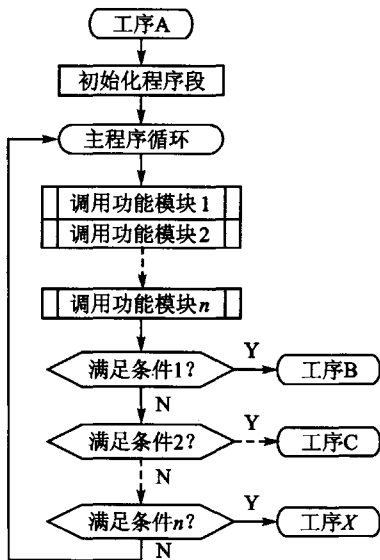 工序A
初始化程序段
主程序循环
调用功能模块1
调用功能模块2
调用功能模块n
满足条件1?
Y
工序B
N
满足条件2?
Y
工序C
N
满足条件n?
Y
工序X
N